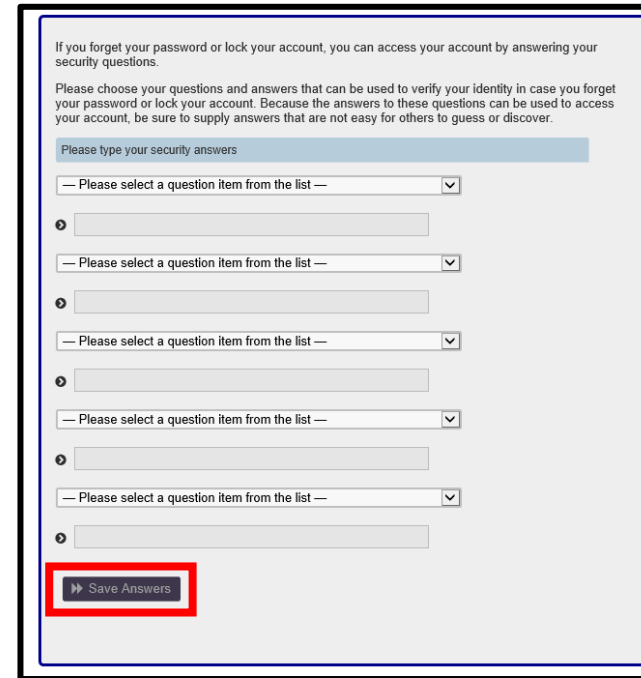 If you forget your password or lock your account, you can access your account by answering your
security questions.
Please choose your questions and answers that can be used to verify your identity in case you forget
your password or lock your account. Because the answers to these questions can be used to access
your account, be sure to supply answers that are not easy for others to guess or discover.
Please type your security answers
— Please select a question item from the list —
— Please select a question item from the list —
— Please select a question item from the list —
— Please select a question item from the list —
— Please select a question item from the list —
Save Answers